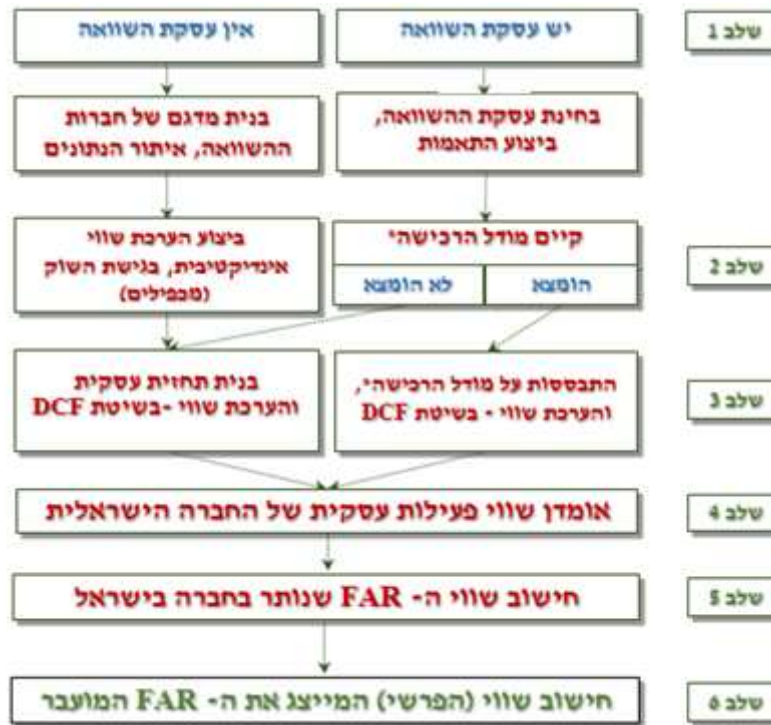 שלב 1
יש עסקת השוואה
אין עסקת השוואה
בחינת עסקת ההשוואה,
ביצוע התאמות
בנית מדגם של חברות
ההשוואה, איתור הנתונים
שלב 2
קיים מודל הרכישה*
הומצא
לא הומצא
ביצוע הערכת שווי
אינדיקטיבית, בגישת השוק
(מכפילים)
שלב 3
התבססות על מודל הרכישה*,
והערכת שווי - בשיטת DCF
בנית תחזית עסקית
והערכת שווי -בשיטת DCF
שלב 4
אומדן שווי פעילות עסקית של החברה הישראלית
שלב 5
חישוב שווי ה- FAR שנותר בחברה בישראל
שלב 6
חישוב שווי (הפרשי) המייצג את ה- FAR המועבר